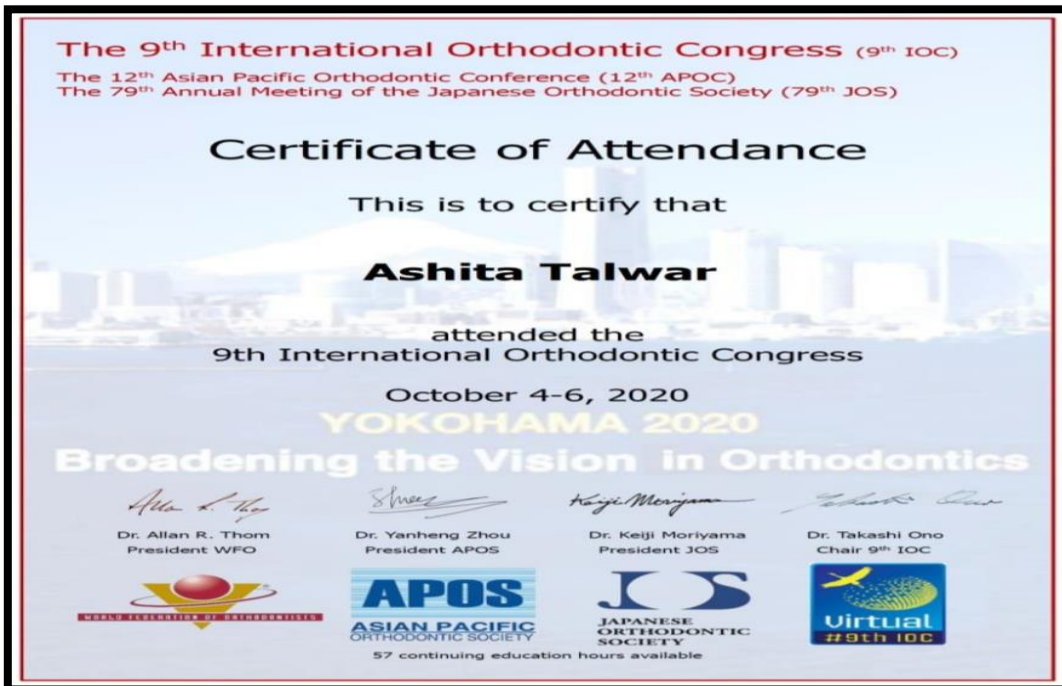 The 9th International Orthodontic Congress (9th IOC)
The 12th Asian Pacific Orthodontic Conference (12th APOC)
The 79th Annual Meeting of the Japanese Orthodontic Society (79th JOS)
Certificate of Attendance
This is to certify that
Ashita Talwar
attended the
9th International Orthodontic Congress
October 4-6, 2020
YOKOHAMA 2020
Broadening the Vision in Orthodontics
Dr. Allan R. Thom
President WFO
Dr. Yanheng Zhou
President APOS
Dr. Keiji Moriyama
President JOS
Dr. Takashi Ono
Chair 9th IOC
WORLD FEDERATION OF ORTHODONTISTS
APOS
ASIAN PACIFIC
ORTHODONTIC SOCIETY
JOS
JAPANESE
ORTHODONTIC
SOCIETY
Virtual
#9th IOC
57 continuing education hours available